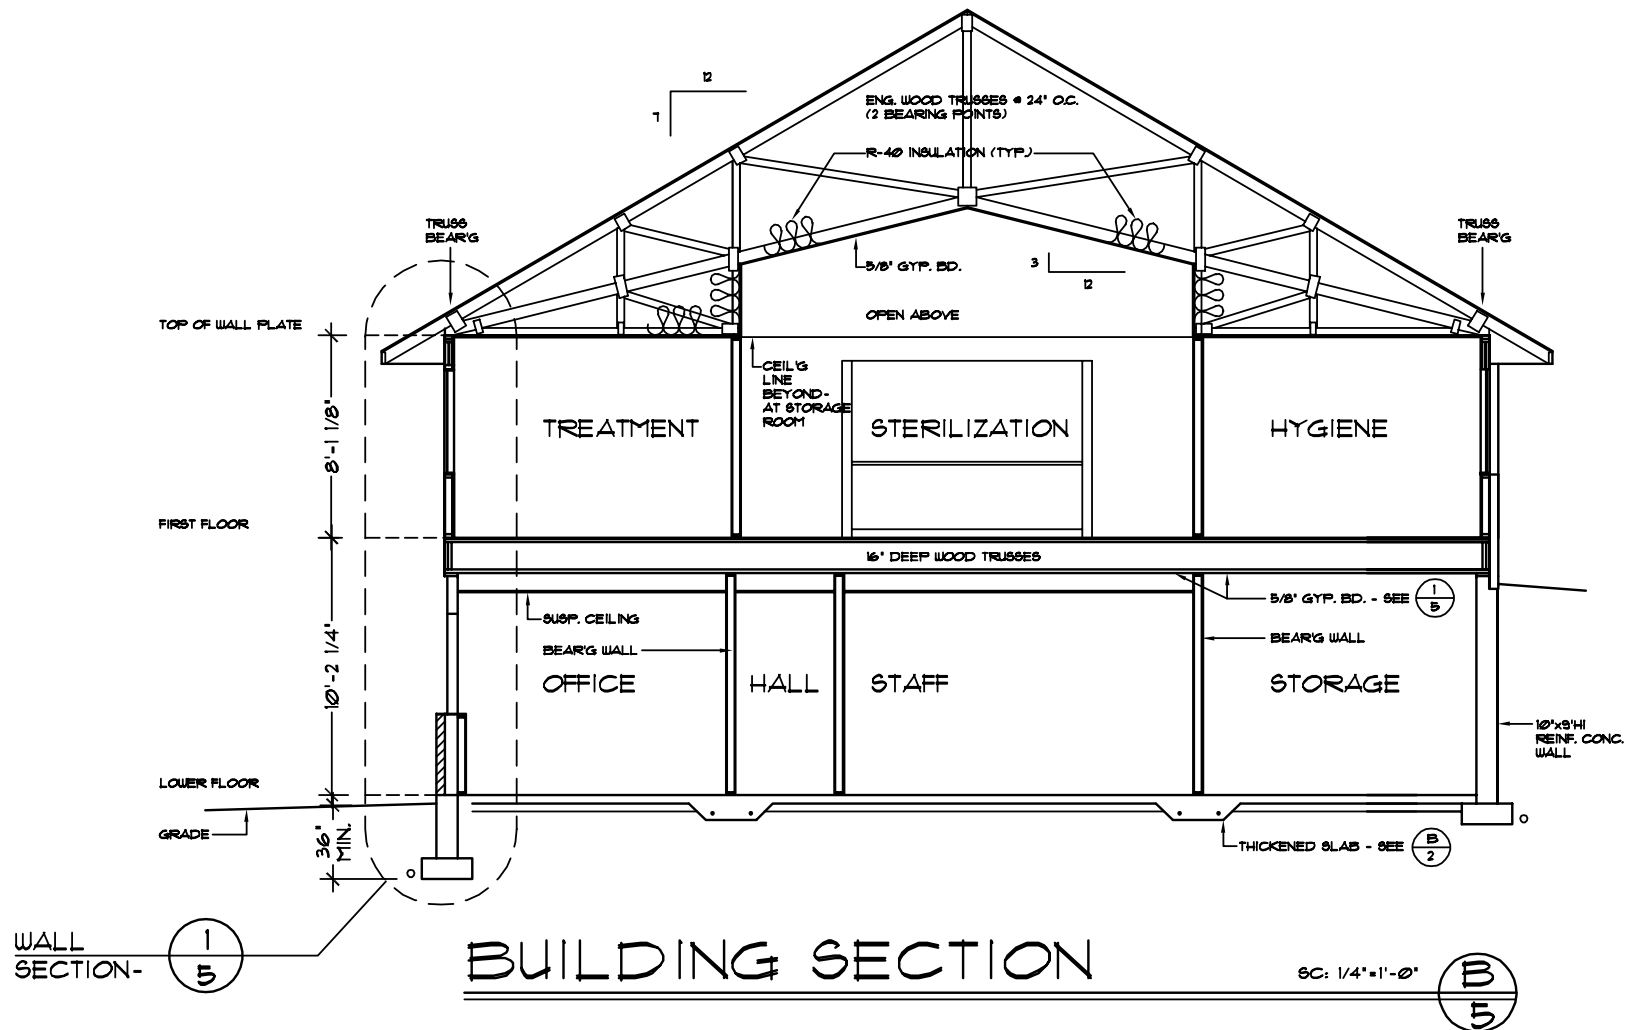 12
7
ENG. WOOD TRUSSES @ 24" O.C.
(2 BEARING POINTS)
R-40 INSULATION (TYP.)
TRUSS
BEAR'G
TRUSS
BEAR'G
5/8" GYP. BD.
3
12
OPEN ABOVE
TOP OF WALL PLATE
CEIL'G
LINE
BEYOND-
AT STORAGE
ROOM
8'-1 1/8"
TREATMENT
STERILIZATION
HYGIENE
FIRST FLOOR
16" DEEP WOOD TRUSSES
5/8" GYP. BD. - SEE
1
5
SUSP. CEILING
BEAR'G WALL
BEAR'G WALL
10'-2 1/4"
OFFICE
HALL
STAFF
STORAGE
10"x9'HI
REINF. CONC.
WALL
LOWER FLOOR
GRADE
36"
MIN.
THICKENED SLAB - SEE
B
2
WALL
SECTION-
1
5
BUILDING SECTION
SC: 1/4"=1'-0"
B
5